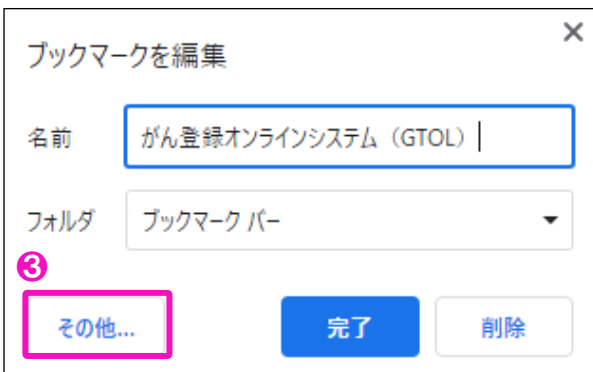 ブックマークを編集
名前 がん登録オンラインシステム（GTOL）
フォルダ ブックマーク バー
❸
その他... 完了 削除